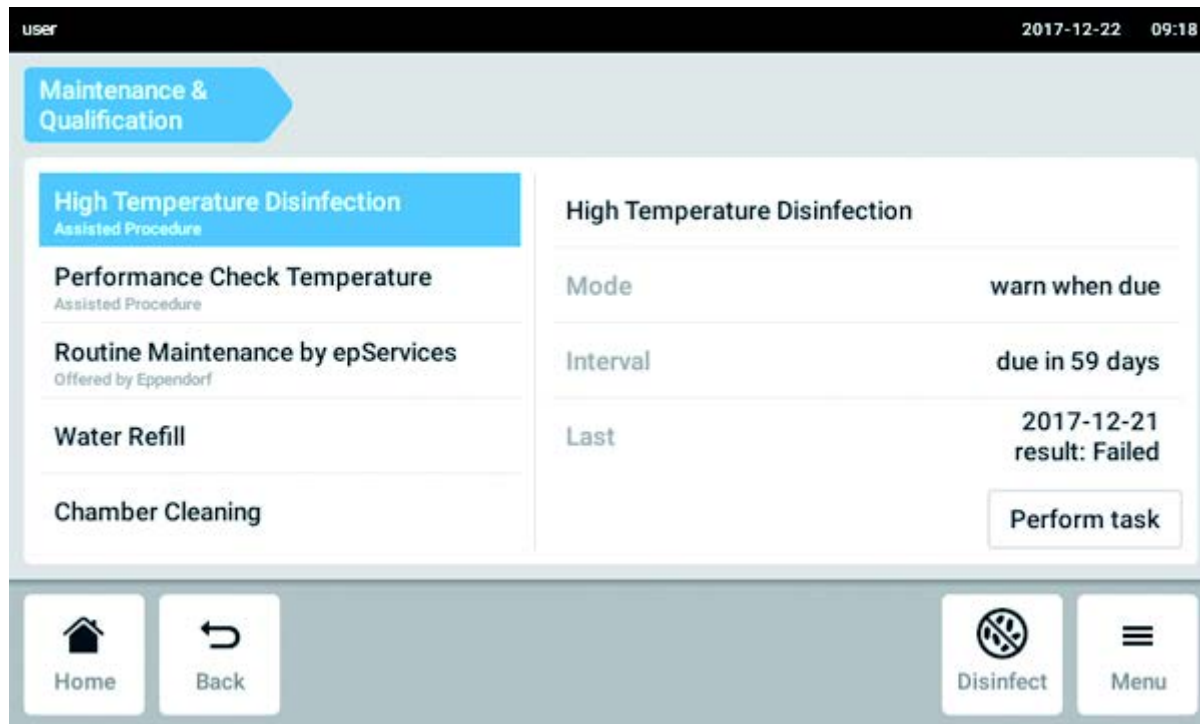 user
2017-12-22 09:18
Maintenance &
Qualification
High Temperature Disinfection
Assisted Procedure
Performance Check Temperature
Assisted Procedure
Routine Maintenance by epServices
Offered by Eppendorf
Water Refill
Chamber Cleaning
High Temperature Disinfection
Mode warn when due
Interval due in 59 days
Last 2017-12-21
result: Failed
Perform task
Home
Back
Disinfect
Menu